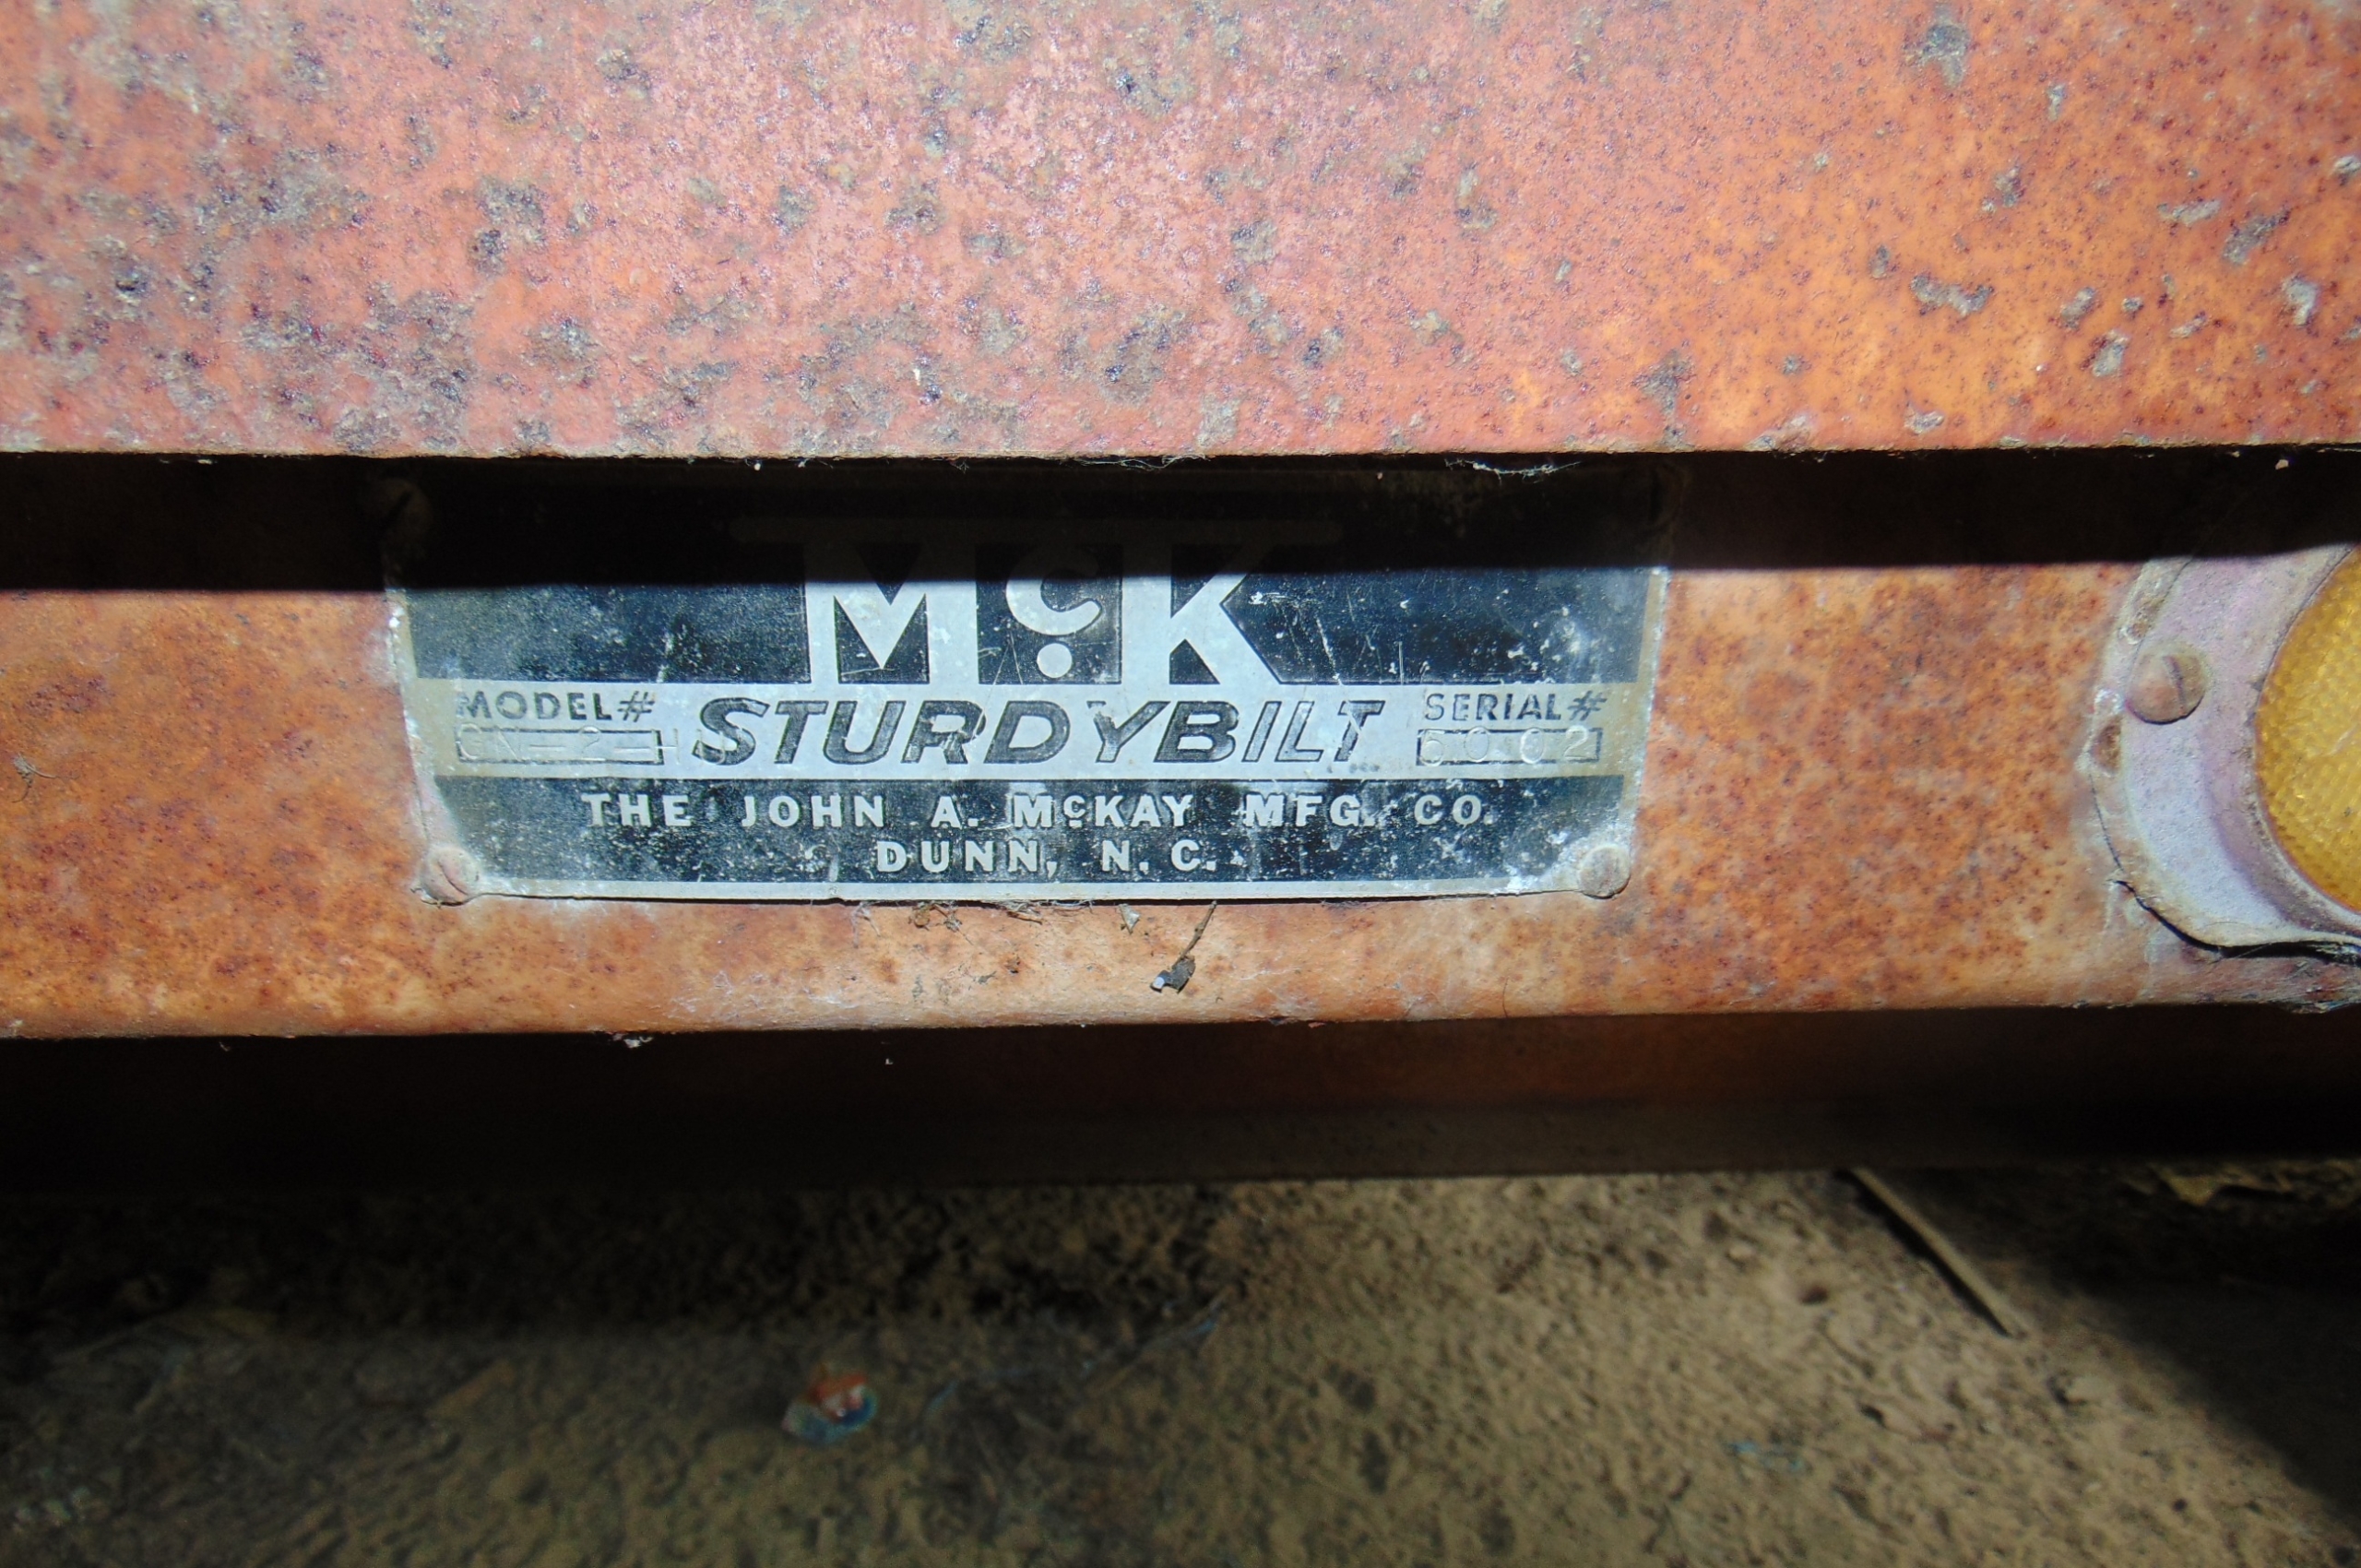 McK
MODEL# STURDYBILT SERIAL#
THE JOHN A. McKAY MFG. CO.
DUNN, N.C.